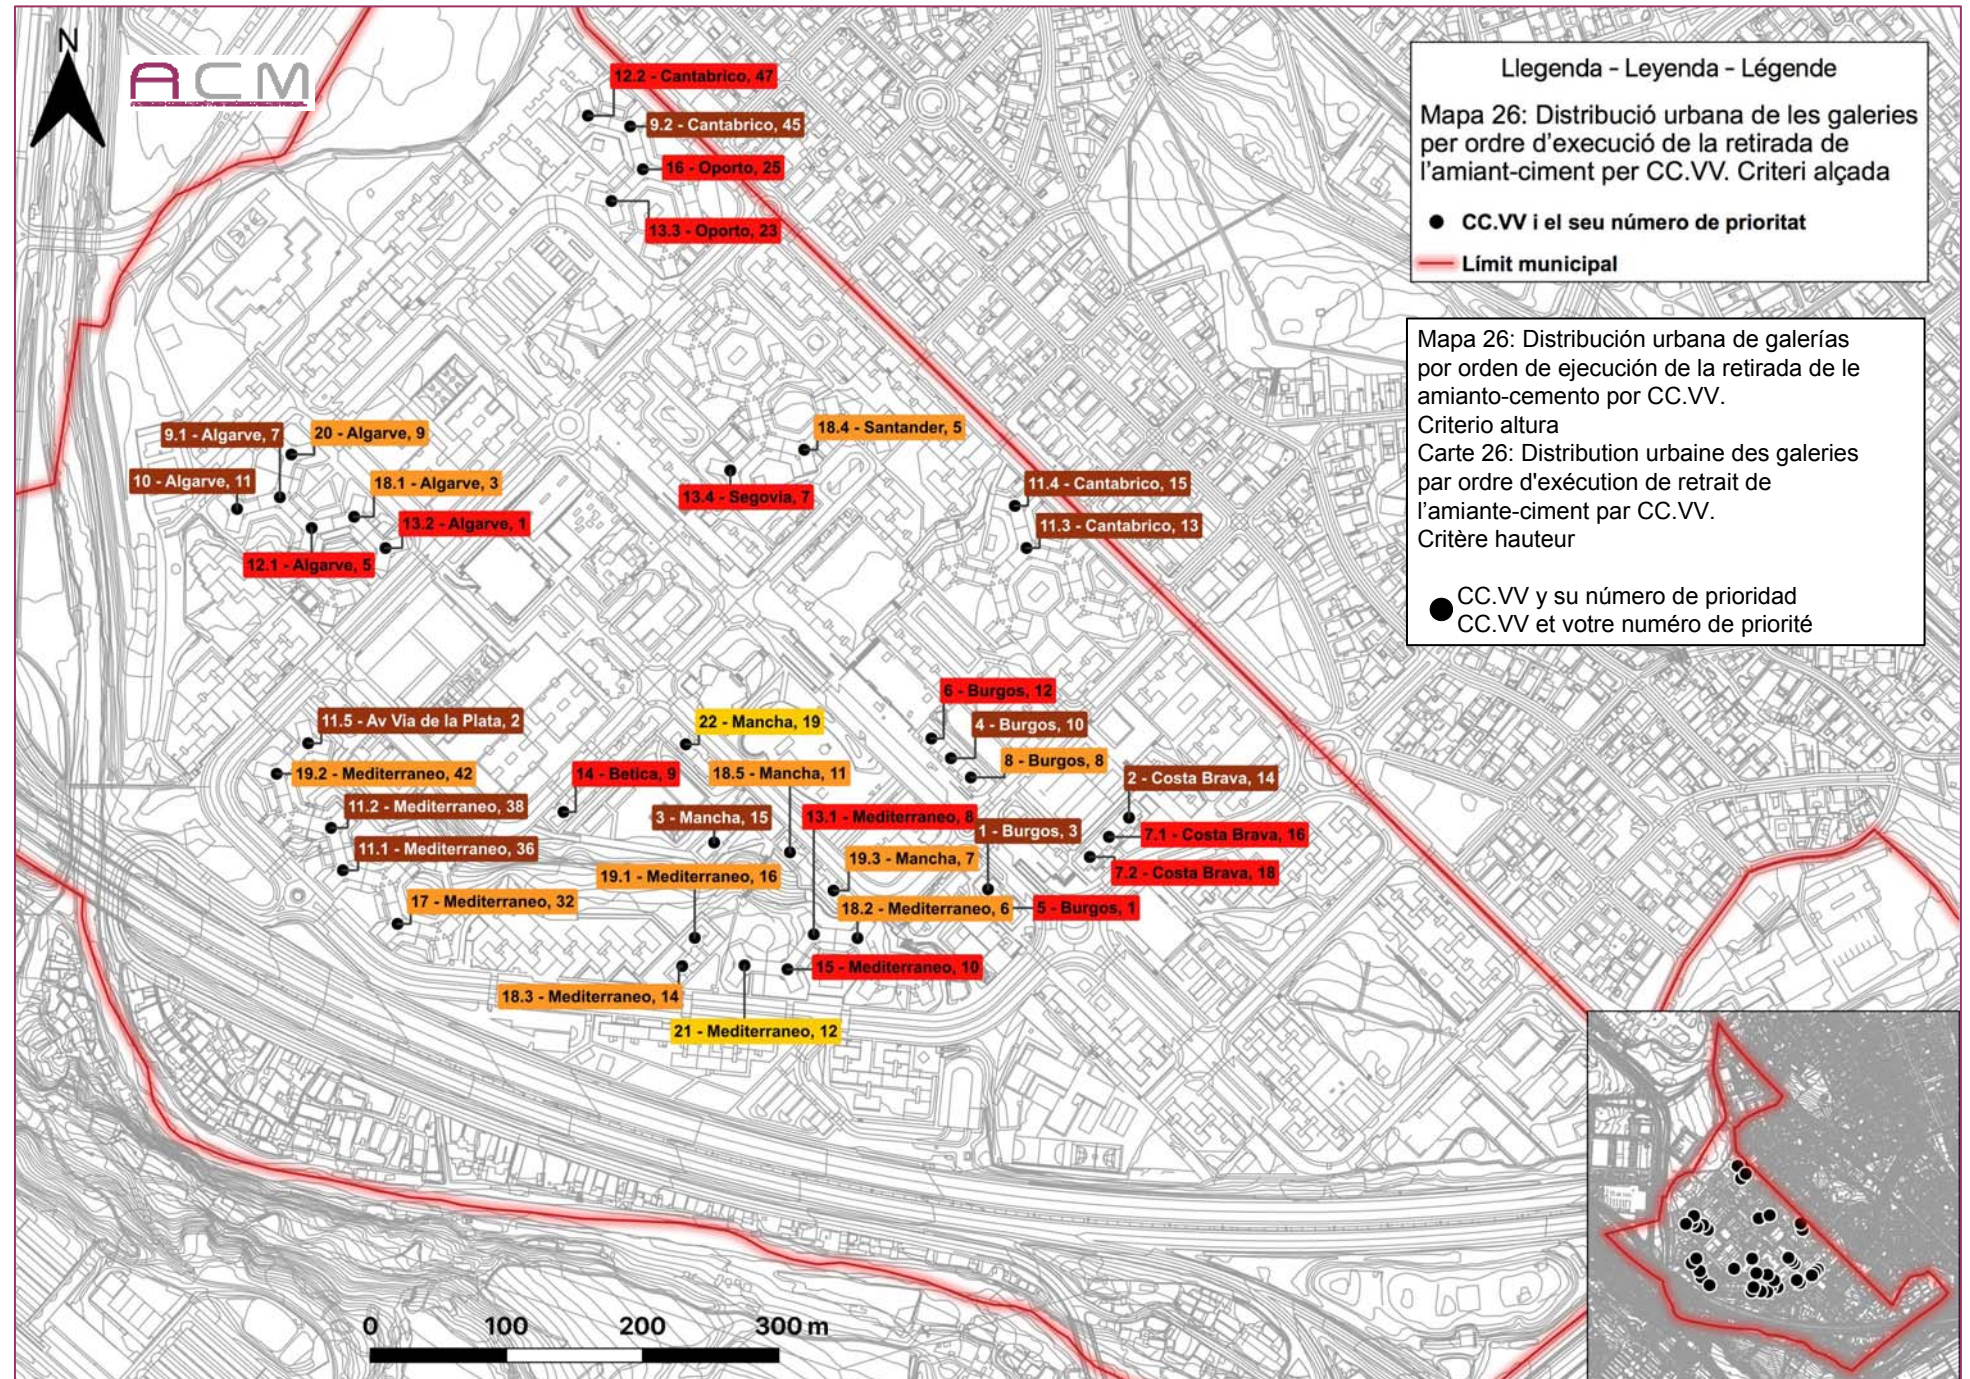 N
ACM
12.2 - Cantabrico, 47
9.2 - Cantabrico, 45
16 - Oporto, 25
13.3 - Oporto, 23
Llegenda - Leyenda - Légende
Mapa 26: Distribució urbana de les galeries
per ordre d'execució de la retirada de
l'amiant-ciment per CC.VV. Criteri alçada
CC.VV i el seu número de prioritat
Límit municipal
Mapa 26: Distribución urbana de galerías
por orden de ejecución de la retirada de le
amianto-cemento por CC.VV.
Criterio altura
Carte 26: Distribution urbaine des galeries
par ordre d'exécution de retrait de
l'amiante-ciment par CC.VV.
Critère hauteur
CC.VV y su número de prioridad
CC.VV et votre numéro de priorité
9.1 - Algarve, 7
20 - Algarve, 9
10 - Algarve, 11
18.1 - Algarve, 3
13.2 - Algarve, 1
12.1 - Algarve, 5
18.4 - Santander, 5
13.4 - Segovia, 7
11.4 - Cantabrico, 15
11.3 - Cantabrico, 13
6 - Burgos, 12
4 - Burgos, 10
8 - Burgos, 8
11.5 - Av Via de la Plata, 2
19.2 - Mediterraneo, 42
11.2 - Mediterraneo, 38
11.1 - Mediterraneo, 36
17 - Mediterraneo, 32
22 - Mancha, 19
14 - Betica, 9
18.5 - Mancha, 11
3 - Mancha, 15
13.1 - Mediterraneo, 8
1 - Burgos, 3
2 - Costa Brava, 14
7.1 - Costa Brava, 16
7.2 - Costa Brava, 18
19.3 - Mancha, 7
19.1 - Mediterraneo, 16
18.2 - Mediterraneo, 6
5 - Burgos, 1
15 - Mediterraneo, 10
18.3 - Mediterraneo, 14
21 - Mediterraneo, 12
0 100 200 300 m